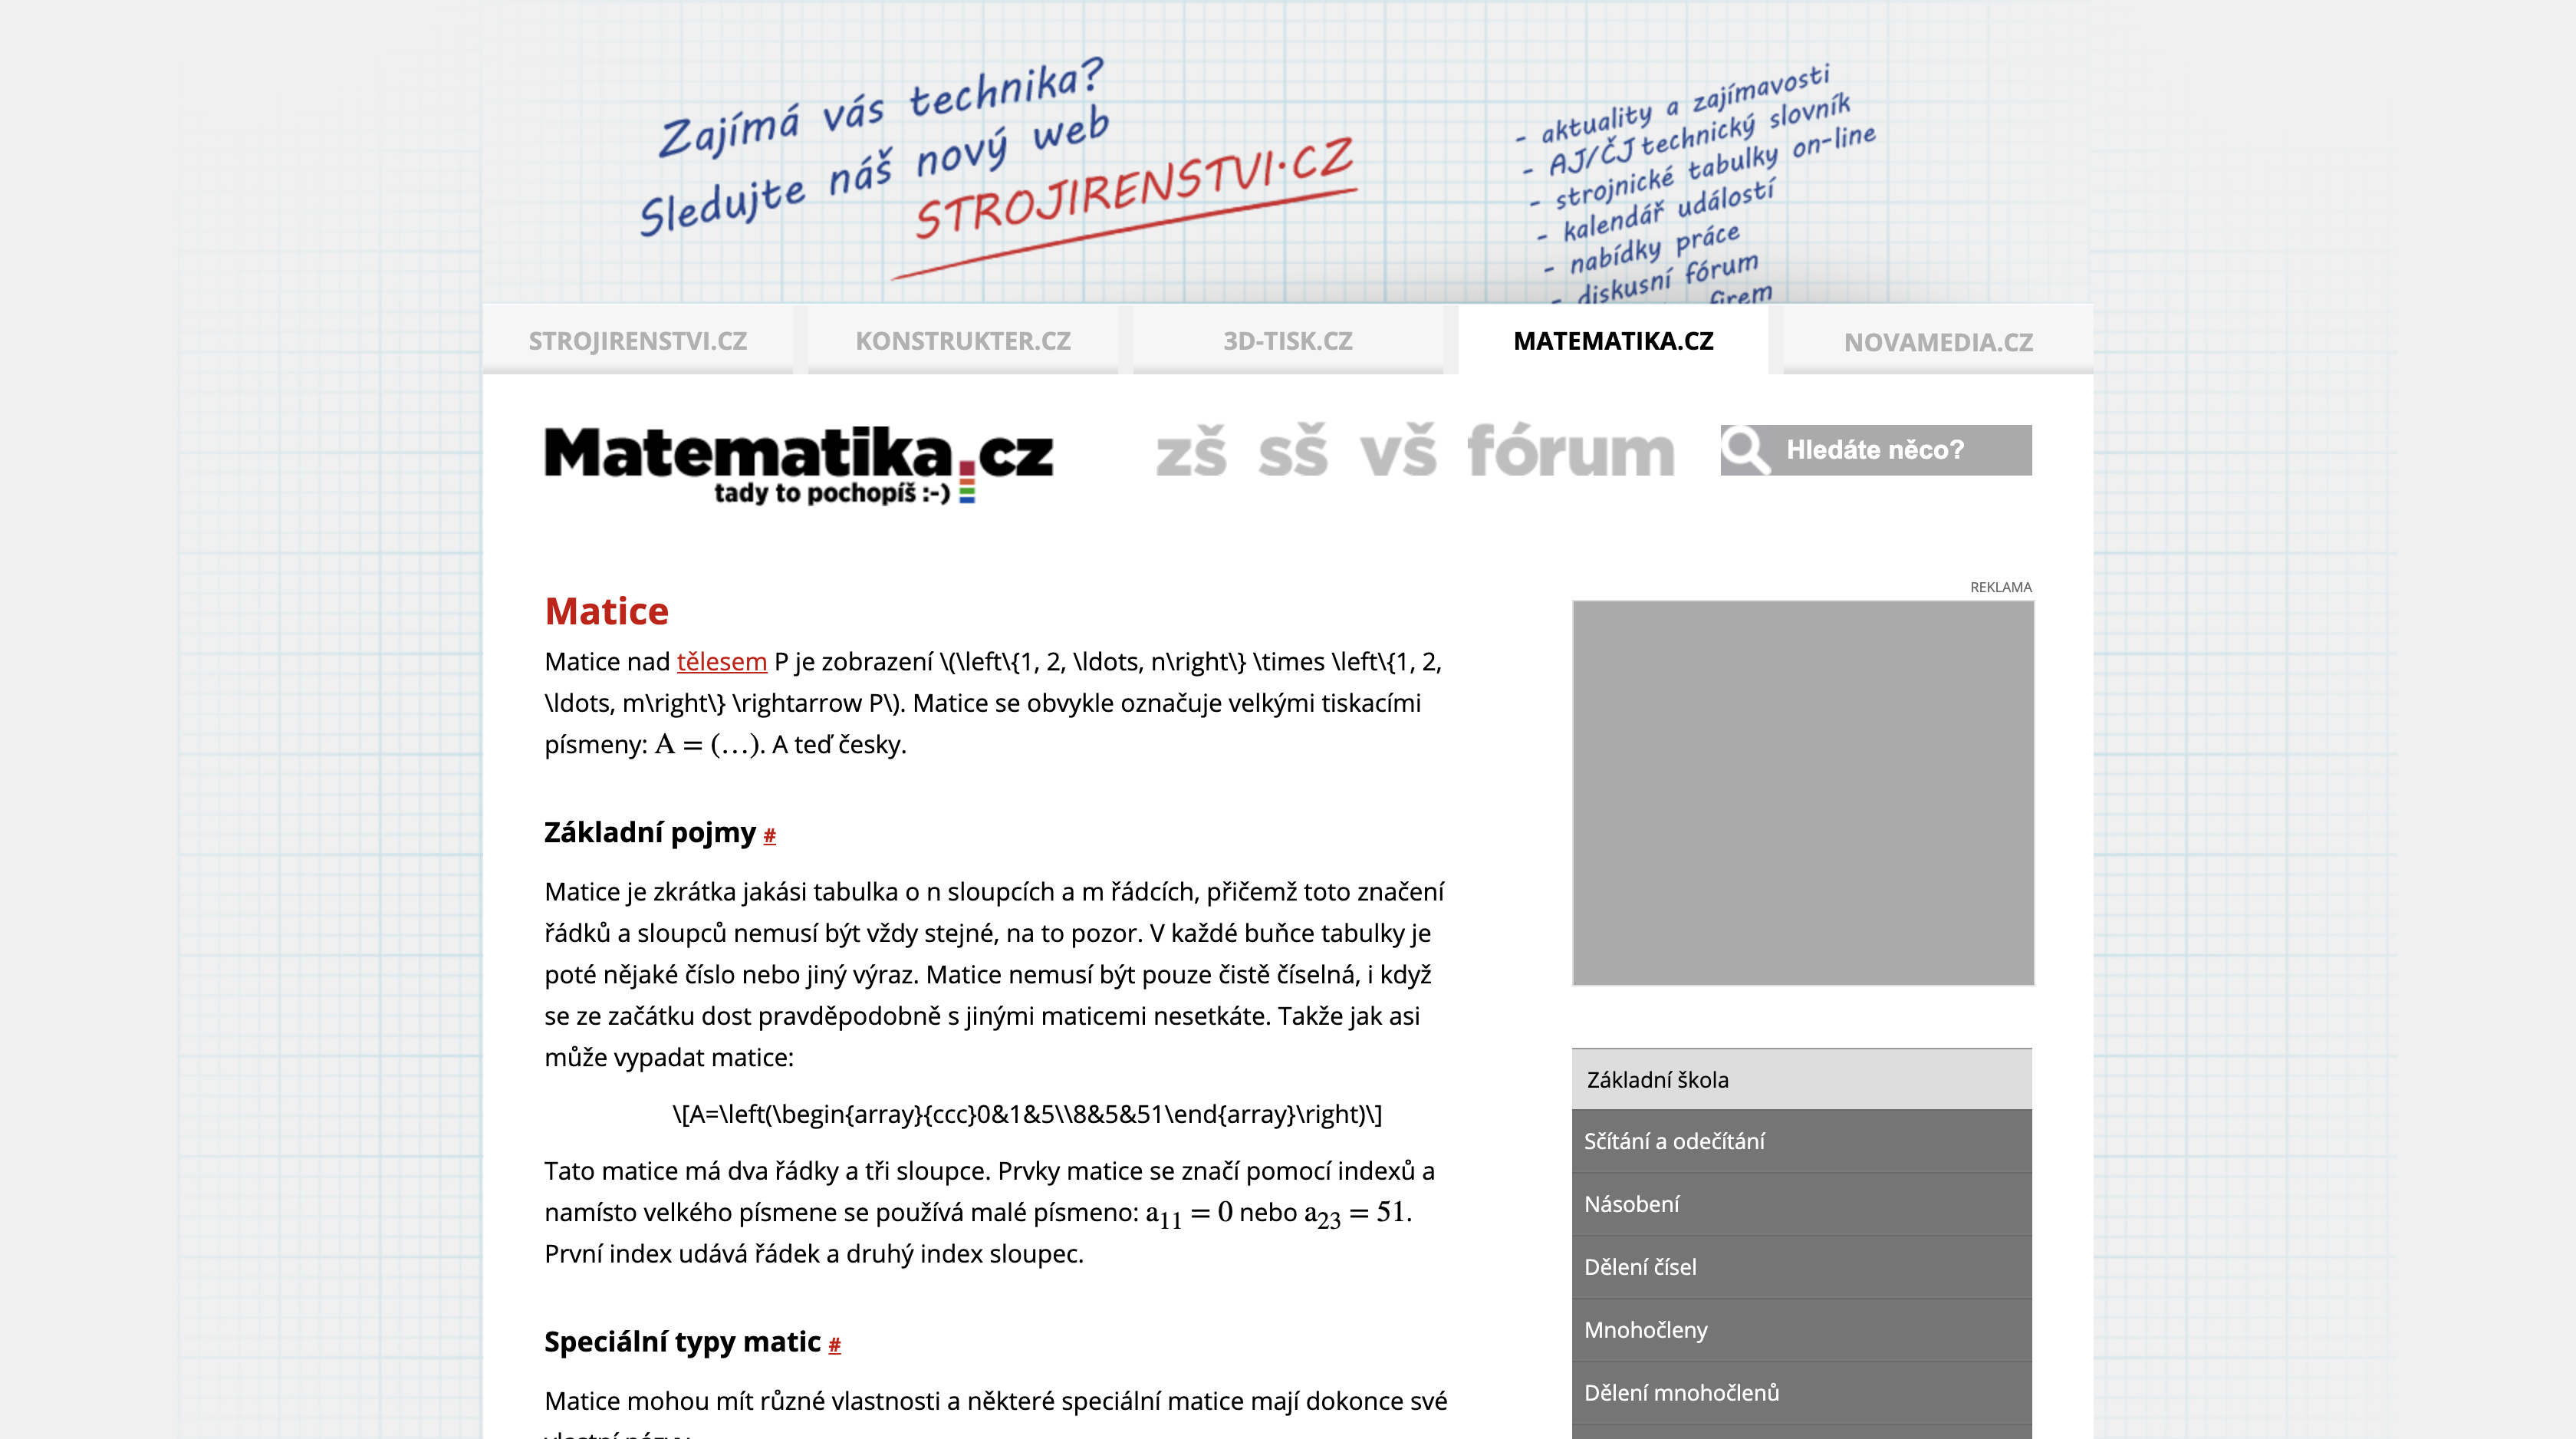 Zajímá vás technika?
Sledujte náš nový web
STROJIRENSTVI.CZ
- aktuality a zajímavosti
- AJ/ČJ technický slovník
- strojnické tabulky on-line
- kalendář událostí
- nabídky práce
- diskusní fórum
firem
STROJIRENSTVI.CZ
KONSTRUKTER.CZ
3D-TISK.CZ
MATEMATIKA.CZ
NOVAMEDIA.CZ
Matematika.cz
tady to pochopíš :-)
zš sš vš fórum
Hledáte něco?
Matice
Matice nad tělesem P je zobrazení \(\left\{1, 2, \ldots, n\right\} \times \left\{1, 2,
\ldots, m\right\} \rightarrow P\). Matice se obvykle označuje velkými tiskacími
písmeny: A = (…). A teď česky.
Základní pojmy #
Matice je zkrátka jakási tabulka o n sloupcích a m řádcích, přičemž toto značení
řádků a sloupců nemusí být vždy stejné, na to pozor. V každé buňce tabulky je
poté nějaké číslo nebo jiný výraz. Matice nemusí být pouze čistě číselná, i když
se ze začátku dost pravděpodobně s jinými maticemi nesetkáte. Takže jak asi
může vypadat matice:
\[A=\left(\begin{array}{ccc}0&1&5\\8&5&51\end{array}\right)\]
Tato matice má dva řádky a tři sloupce. Prvky matice se značí pomocí indexů a
namísto velkého písmene se používá malé písmeno: a₁₁ = 0 nebo a₂₃ = 51.
První index udává řádek a druhý index sloupec.
Speciální typy matic #
Matice mohou mít různé vlastnosti a některé speciální matice mají dokonce své
REKLAMA
Základní škola
Sčítání a odečítání
Násobení
Dělení čísel
Mnohočleny
Dělení mnohočlenů